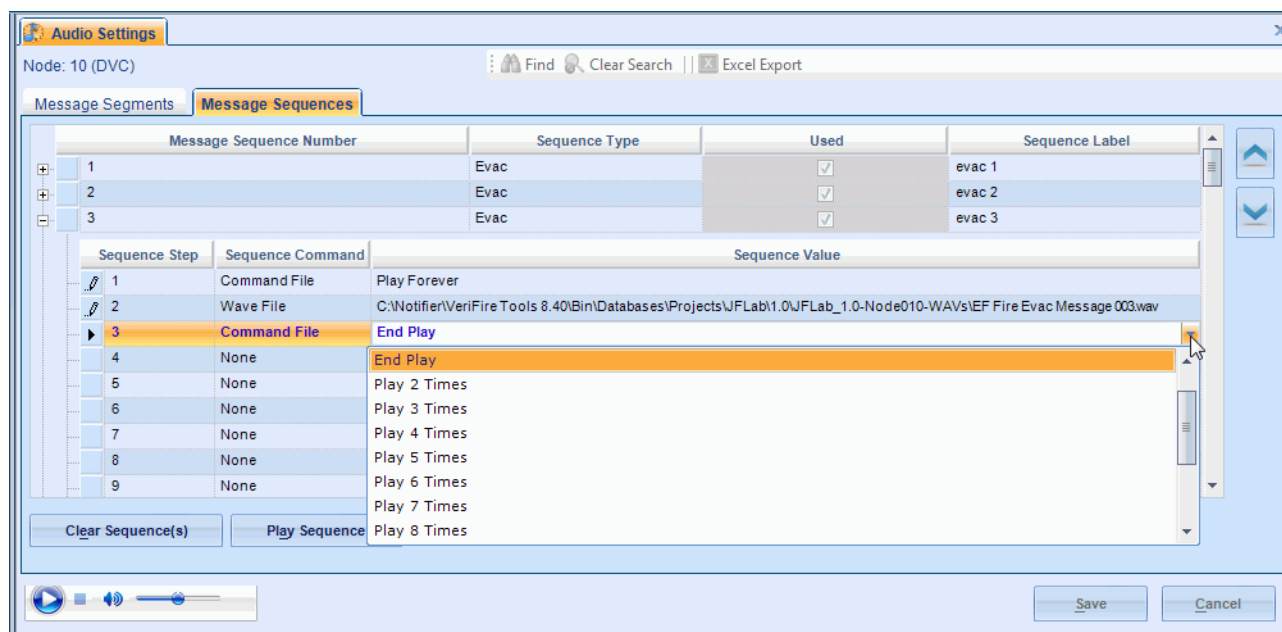 Audio Settings
Node: 10 (DVC)
Find Clear Search Excel Export
Message Segments Message Sequences
Message Sequence Number Sequence Type Used Sequence Label
1 Evac evac 1
2 Evac evac 2
3 Evac evac 3
Sequence Step Sequence Command Sequence Value
1 Command File Play Forever
2 Wave File C:\Notifier\VeriFire Tools 8.40\Bin\Databases\Projects\JFLab\1.0\JFLab_1.0-Node010-WAVs\EF Fire Evac Message 003.wav
3 Command File End Play
4 None End Play
5 None Play 2 Times
6 None Play 3 Times
7 None Play 4 Times
8 None Play 5 Times
9 None Play 6 Times
Play 7 Times
Clear Sequence(s) Play Sequence Play 8 Times
Save Cancel